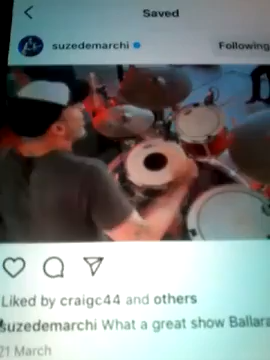 Saved
suzedemarchi Following
Liked by craigc44 and others
suzedemarchi What a great show Ballara
21 March